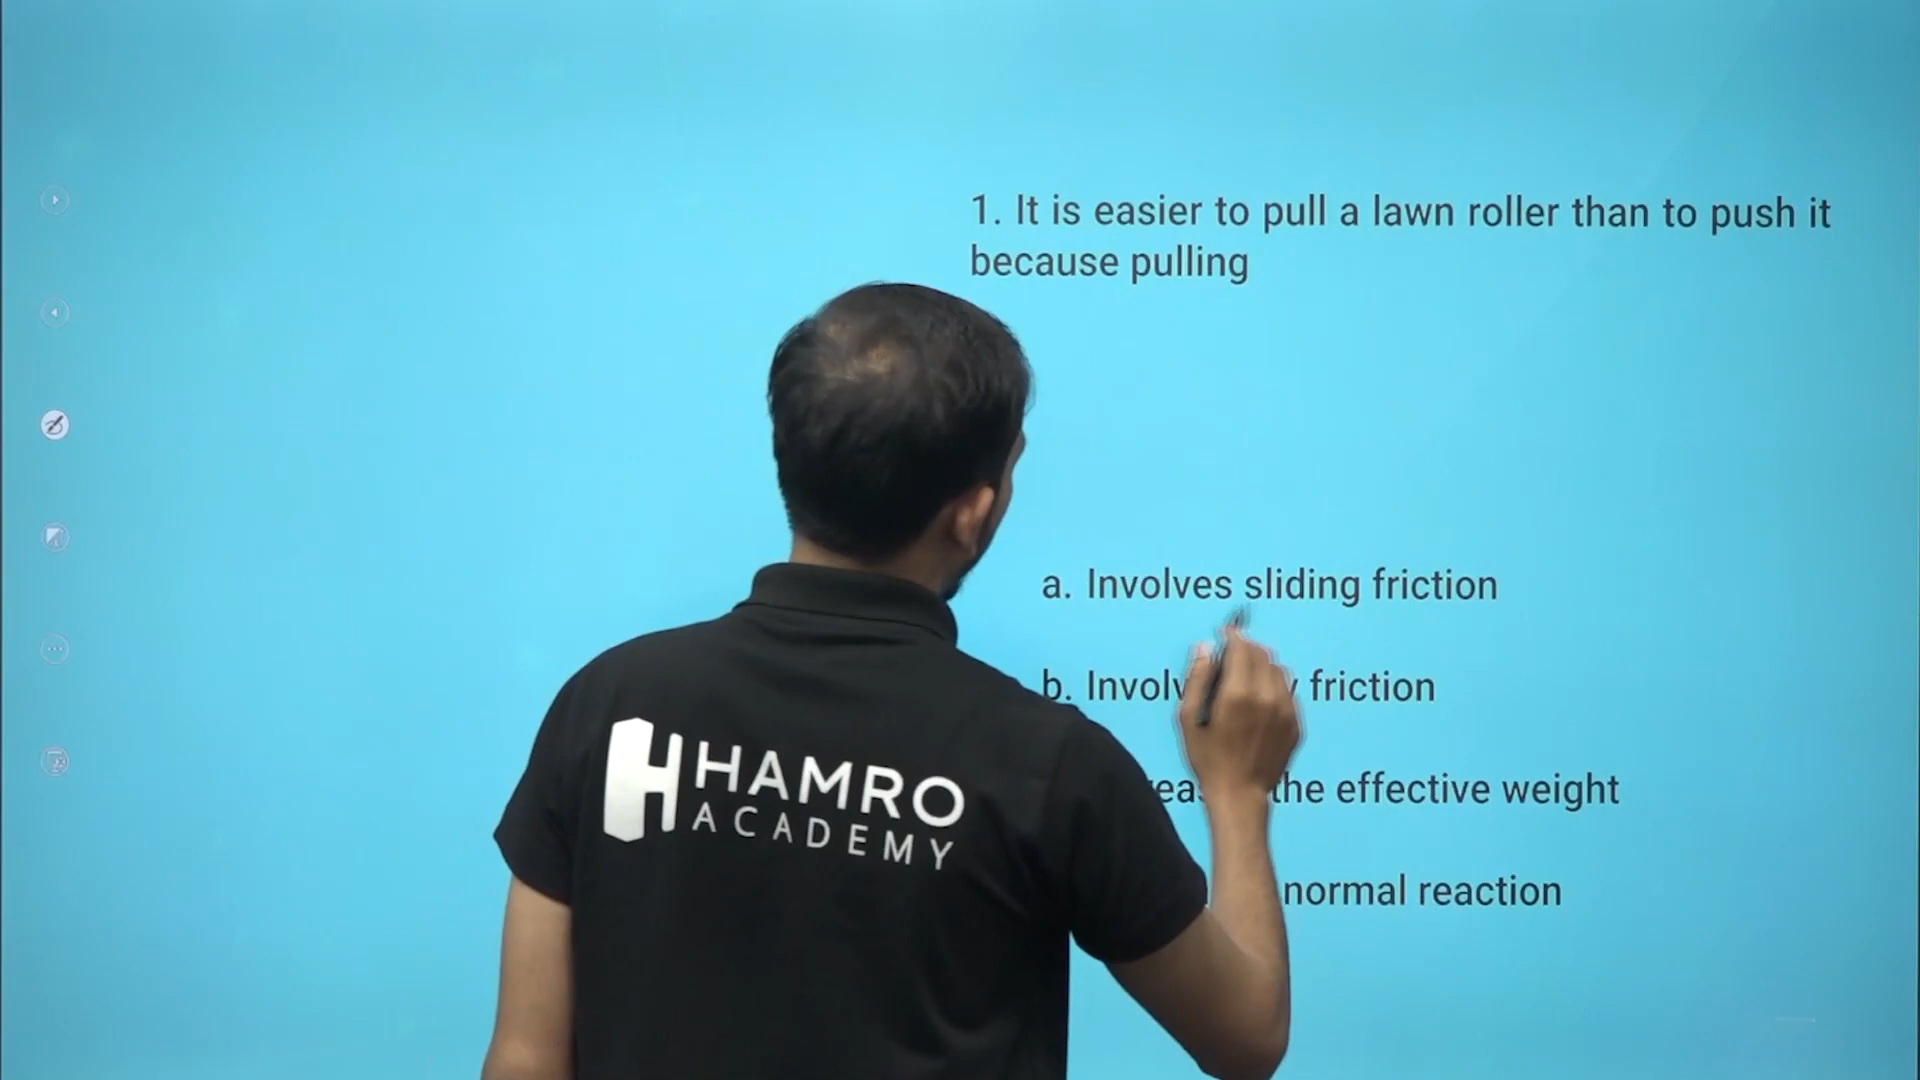 1. It is easier to pull a lawn roller than to push it
because pulling
a. Involves sliding friction
b. friction
the effective weight
normal reaction
HAMRO
ACADEMY